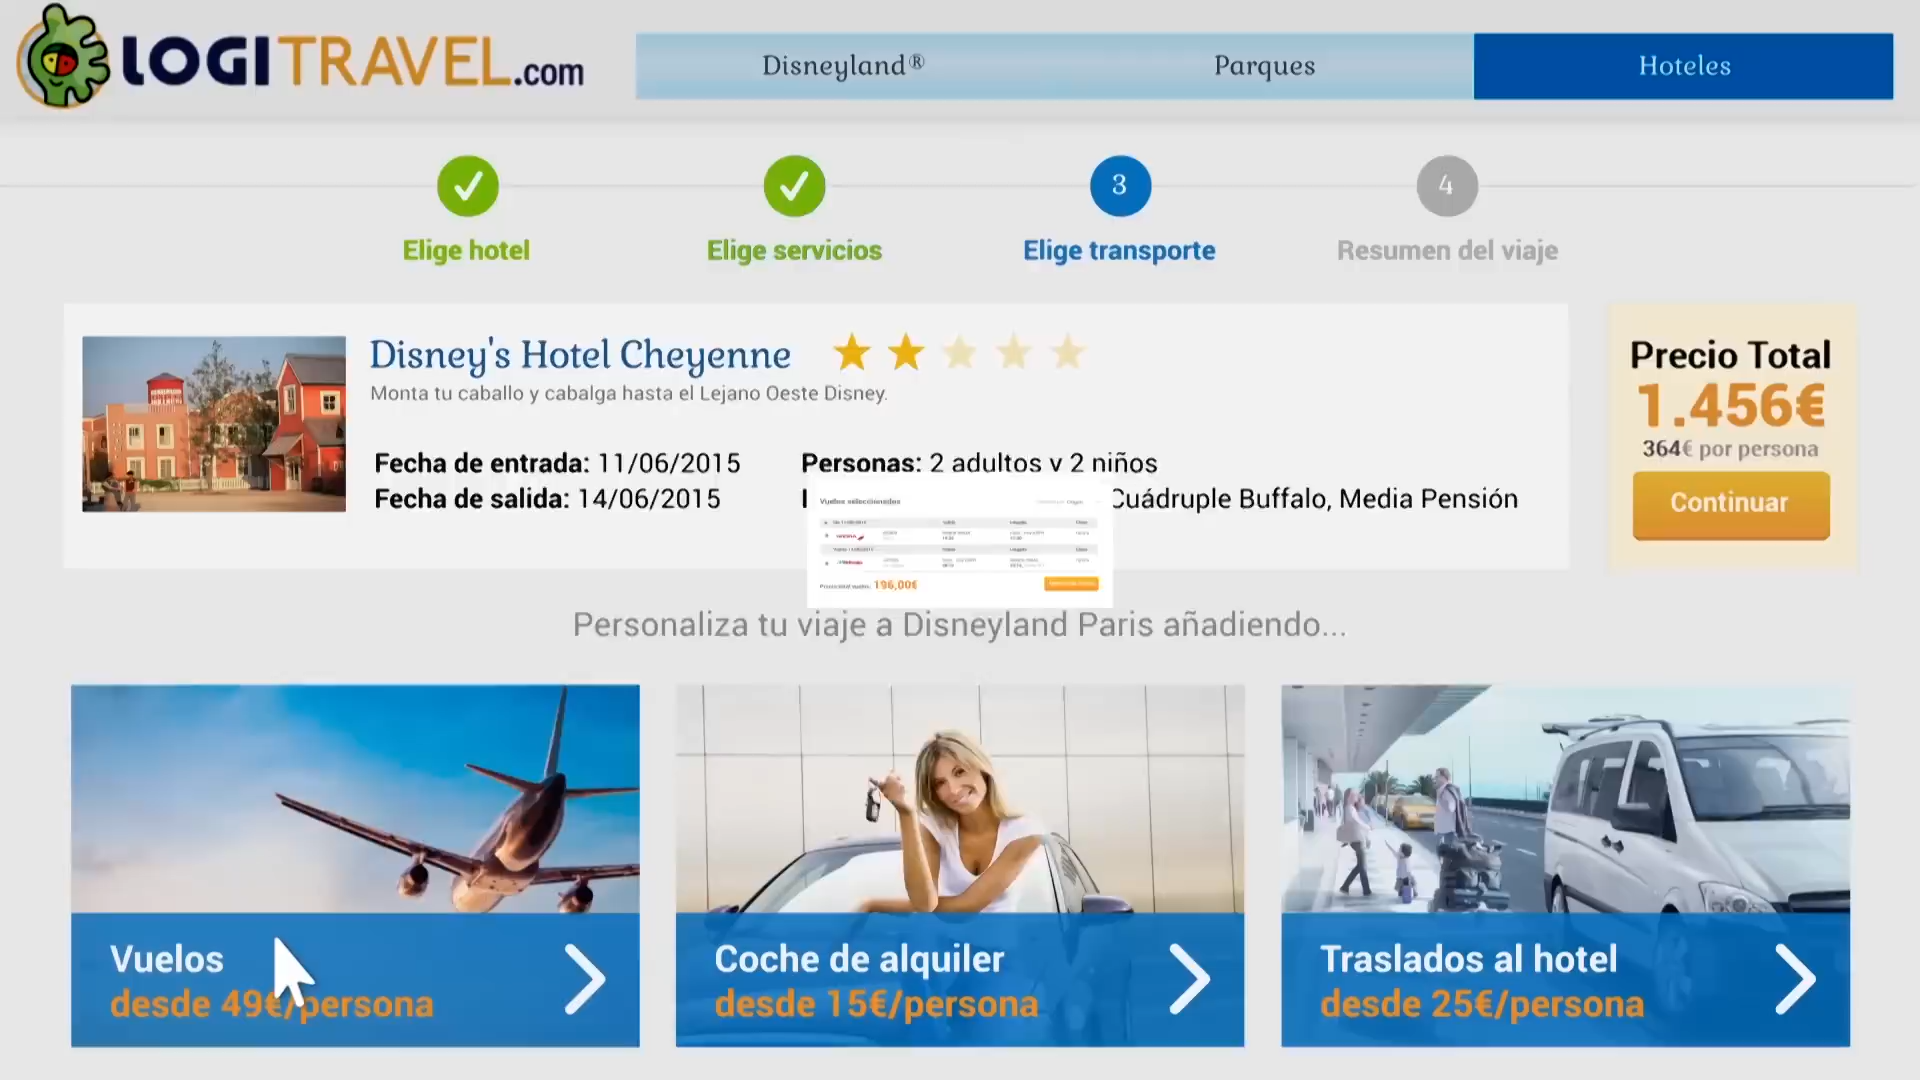 LOGITRAVEL.com
Disneyland®
Parques
Hoteles
3
4
Elige hotel
Elige servicios
Elige transporte
Resumen del viaje
Disney's Hotel Cheyenne
Monta tu caballo y cabalga hasta el Lejano Oeste Disney.
Fecha de entrada: 11/06/2015
Personas: 2 adultos y 2 niños
Fecha de salida: 14/06/2015
Cuádruple Buffalo, Media Pensión
Precio Total
1.456€
364€ por persona
Continuar
Vuelos seleccionados
196,00€
Personaliza tu viaje a Disneyland Paris añadiendo...
Vuelos
desde 49€/persona
Coche de alquiler
desde 15€/persona
Traslados al hotel
desde 25€/persona